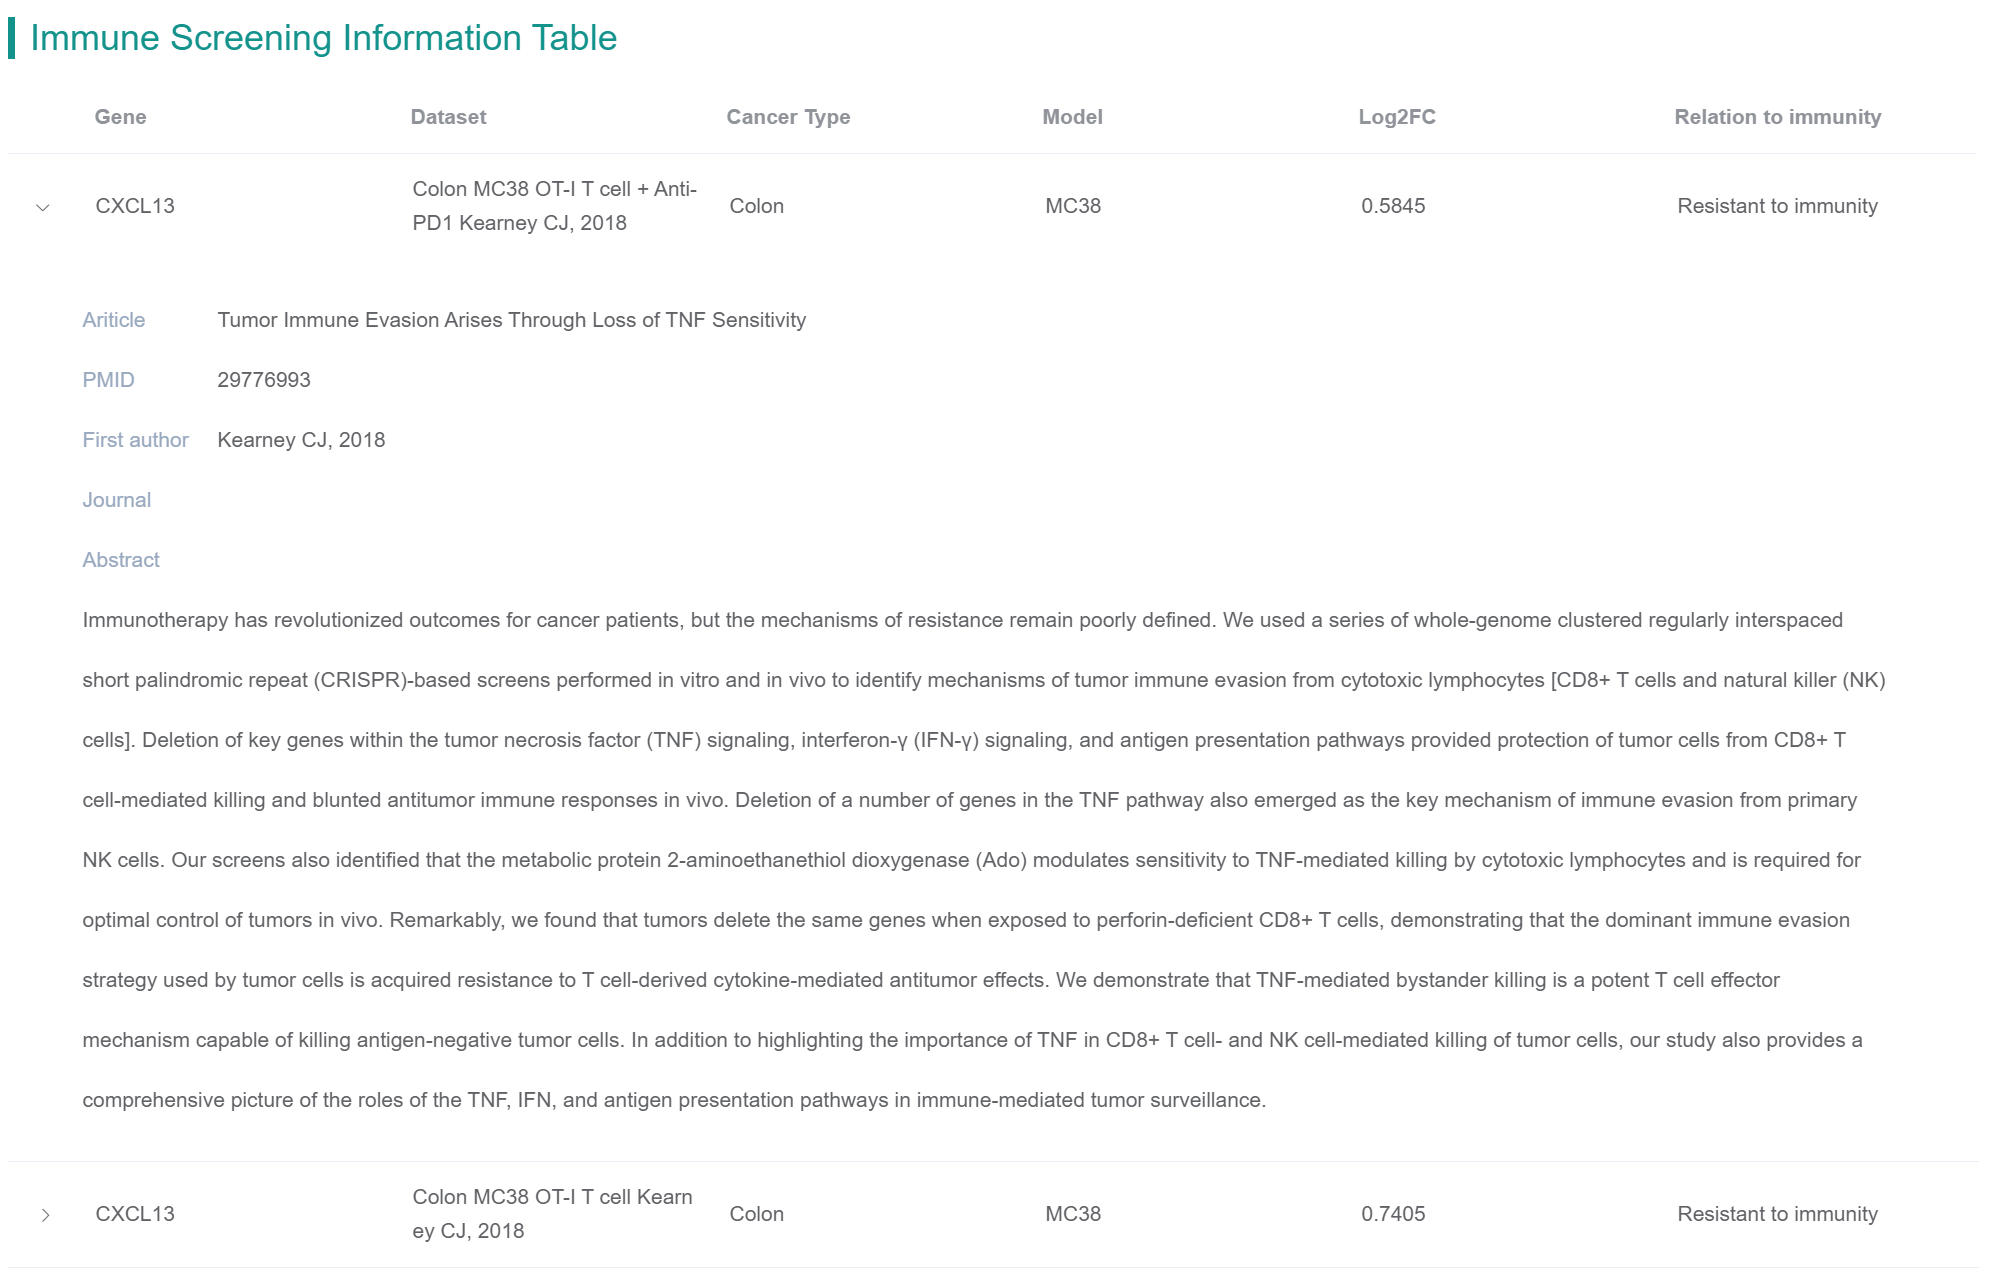 Immune Screening Information Table
Gene Dataset Cancer Type Model Log2FC Relation to immunity
CXCL13 Colon MC38 OT-I T cell + Anti-
PD1 Kearney CJ, 2018 Colon MC38 0.5845 Resistant to immunity
Ariticle Tumor Immune Evasion Arises Through Loss of TNF Sensitivity
PMID 29776993
First author Kearney CJ, 2018
Journal
Abstract
Immunotherapy has revolutionized outcomes for cancer patients, but the mechanisms of resistance remain poorly defined. We used a series of whole-genome clustered regularly interspaced
short palindromic repeat (CRISPR)-based screens performed in vitro and in vivo to identify mechanisms of tumor immune evasion from cytotoxic lymphocytes [CD8+ T cells and natural killer (NK)
cells]. Deletion of key genes within the tumor necrosis factor (TNF) signaling, interferon-γ (IFN-γ) signaling, and antigen presentation pathways provided protection of tumor cells from CD8+ T
cell-mediated killing and blunted antitumor immune responses in vivo. Deletion of a number of genes in the TNF pathway also emerged as the key mechanism of immune evasion from primary
NK cells. Our screens also identified that the metabolic protein 2-aminoethanethiol dioxygenase (Ado) modulates sensitivity to TNF-mediated killing by cytotoxic lymphocytes and is required for
optimal control of tumors in vivo. Remarkably, we found that tumors delete the same genes when exposed to perforin-deficient CD8+ T cells, demonstrating that the dominant immune evasion
strategy used by tumor cells is acquired resistance to T cell-derived cytokine-mediated antitumor effects. We demonstrate that TNF-mediated bystander killing is a potent T cell effector
mechanism capable of killing antigen-negative tumor cells. In addition to highlighting the importance of TNF in CD8+ T cell- and NK cell-mediated killing of tumor cells, our study also provides a
comprehensive picture of the roles of the TNF, IFN, and antigen presentation pathways in immune-mediated tumor surveillance.
CXCL13 Colon MC38 OT-I T cell Kearn
ey CJ, 2018 Colon MC38 0.7405 Resistant to immunity